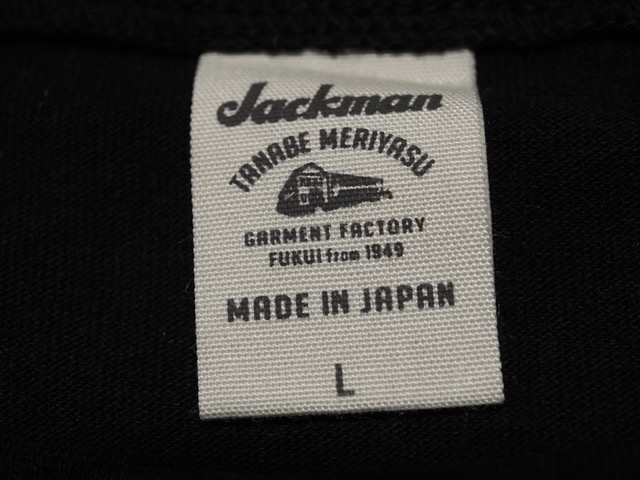 Jackman
TANABE MERIYASU
GARMENT FACTORY
FUKUI from 1949
MADE IN JAPAN
L